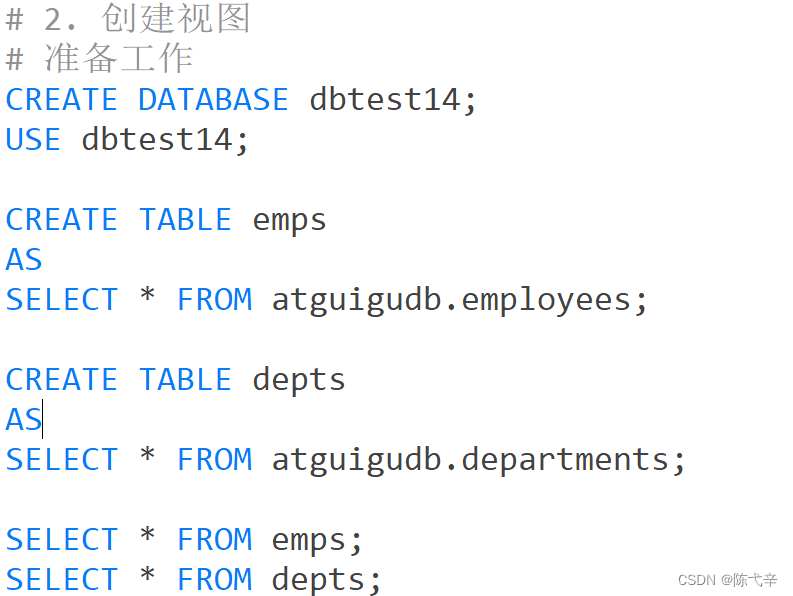 # 2. 创建视图
# 准备工作
CREATE DATABASE dbtest14;
USE dbtest14;
CREATE TABLE emps
AS
SELECT * FROM atguigudb.employees;
CREATE TABLE depts
AS
SELECT * FROM atguigudb.departments;
SELECT * FROM emps;
SELECT * FROM depts;
CSDN @陈弋辛